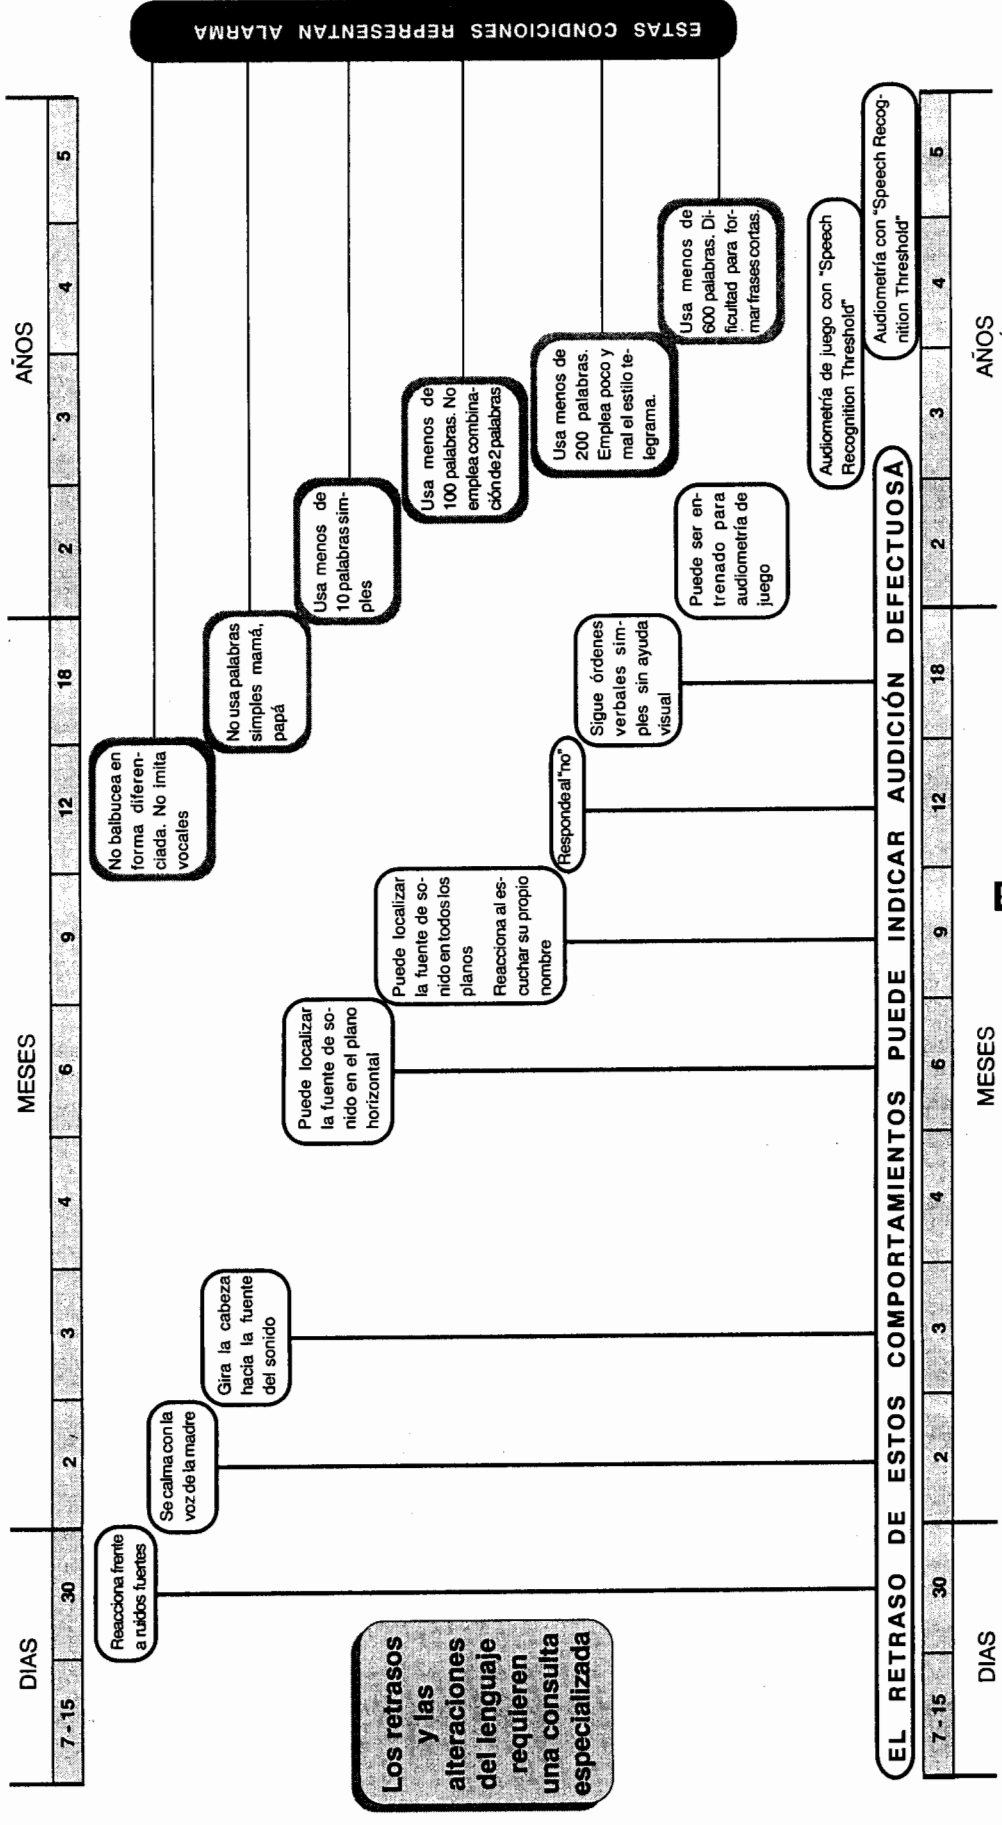 DIAS
MESES
AÑOS
7-15
30
2
3
4
6
9
12
18
2
3
4
5
Reacciona frente
a ruidos fuertes
Se calma con la
voz de la madre
Gira la cabeza
hacia la fuente
del sonido
Puede localizar
la fuente de so-
nido en el plano
horizontal
Puede localizar
la fuente de so-
nido en todos los
planos
Reacciona al es-
cuchar su propio
nombre
Responde al "no"
Sigue órdenes
verbales sim-
ples sin ayuda
visual
Puede ser en-
trenado para
audiometría de
juego
Audiometría de juego con "Speech
Recognition Threshold"
Audiometría con "Speech Recog-
nition Threshold"
No balbucea en
forma diferen-
ciada. No imita
vocales
No usa palabras
simples mamá,
papá
Usa menos de
10 palabras sim-
ples
Usa menos de
100 palabras. No
emplea combina-
ción de 2 palabras
Usa menos de
200 palabras.
Emplea poco y
mal el estilo te-
legrama.
Usa menos de
600 palabras. Di-
ficultad para for-
mar frases cortas.
ESTAS CONDICIONES REPRESENTAN ALARMA
Los retrasos
y las
alteraciones
del lenguaje
requieren
una consulta
especializada
EL RETRASO DE ESTOS COMPORTAMIENTOS PUEDE INDICAR AUDICIÓN DEFECTUOSA
7-15
30
2
3
4
6
9
12
18
2
3
4
5
DIAS
MESES
AÑOS